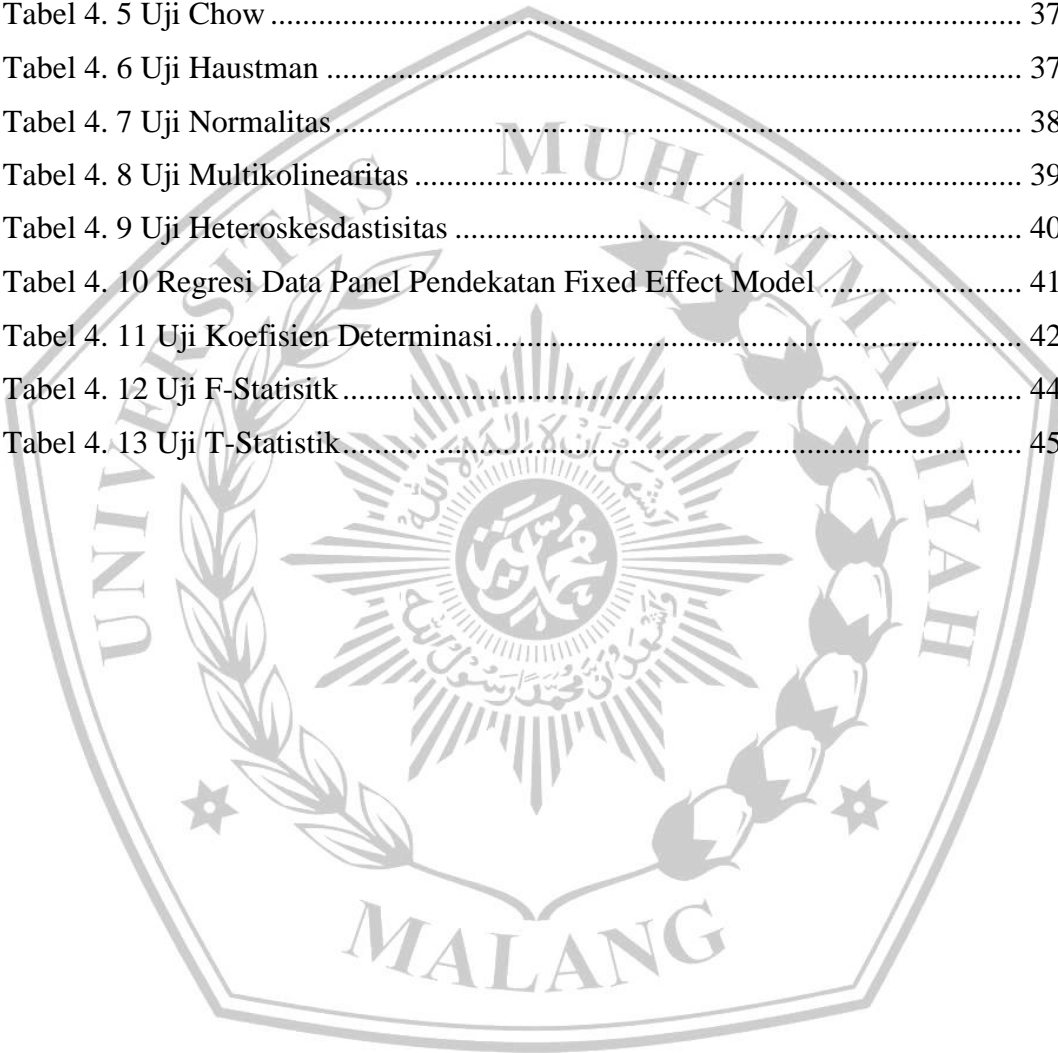 Tabel 4. 5 Uji Chow ........................................................................................................ 37
Tabel 4. 6 Uji Haustman ................................................................................................ 37
Tabel 4. 7 Uji Normalitas............................................................................................... 38
Tabel 4. 8 Uji Multikolinearitas .................................................................................... 39
Tabel 4. 9 Uji Heteroskesdastisitas ............................................................................... 40
Tabel 4. 10 Regresi Data Panel Pendekatan Fixed Effect Model .............................. 41
Tabel 4. 11 Uji Koefisien Determinasi........................................................................... 42
Tabel 4. 12 Uji F-Statisitk .............................................................................................. 44
Tabel 4. 13 Uji T-Statistik............................................................................................... 45
UNIVERSITAS MUHAMMADIYAH
MALANG